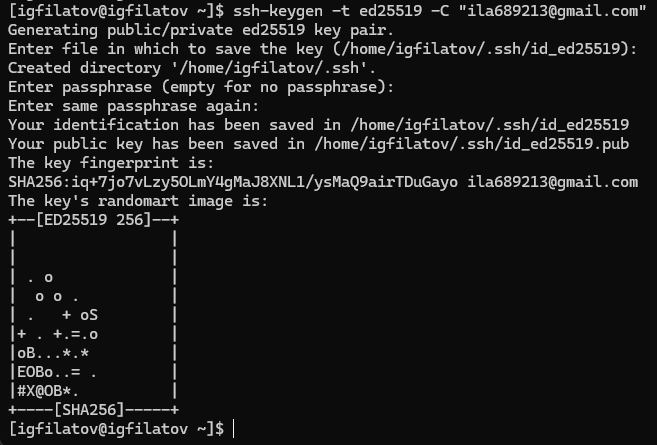 [igfilatov@igfilatov ~]$ ssh-keygen -t ed25519 -C "ila689213@gmail.com"
Generating public/private ed25519 key pair.
Enter file in which to save the key (/home/igfilatov/.ssh/id_ed25519):
Created directory '/home/igfilatov/.ssh'.
Enter passphrase (empty for no passphrase):
Enter same passphrase again:
Your identification has been saved in /home/igfilatov/.ssh/id_ed25519
Your public key has been saved in /home/igfilatov/.ssh/id_ed25519.pub
The key fingerprint is:
SHA256:iq+7jo7vLzy5OLmY4gMaJ8XNL1/ysMaQ9airTDuGayo ila689213@gmail.com
The key's randomart image is:
+--[ED25519 256]--+
|                 |
|                 |
| . o             |
|  o o .          |
| .   + oS        |
|+ . +.=.o        |
|oB...*.*         |
|EOBo..= .        |
|#X@OB*.          |
+----[SHA256]-----+
[igfilatov@igfilatov ~]$